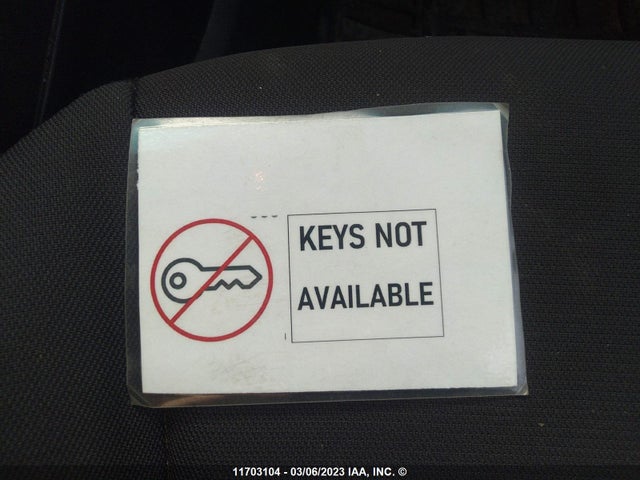 KEYS NOT
AVAILABLE
11703104 - 03/06/2023 IAA, INC. ©